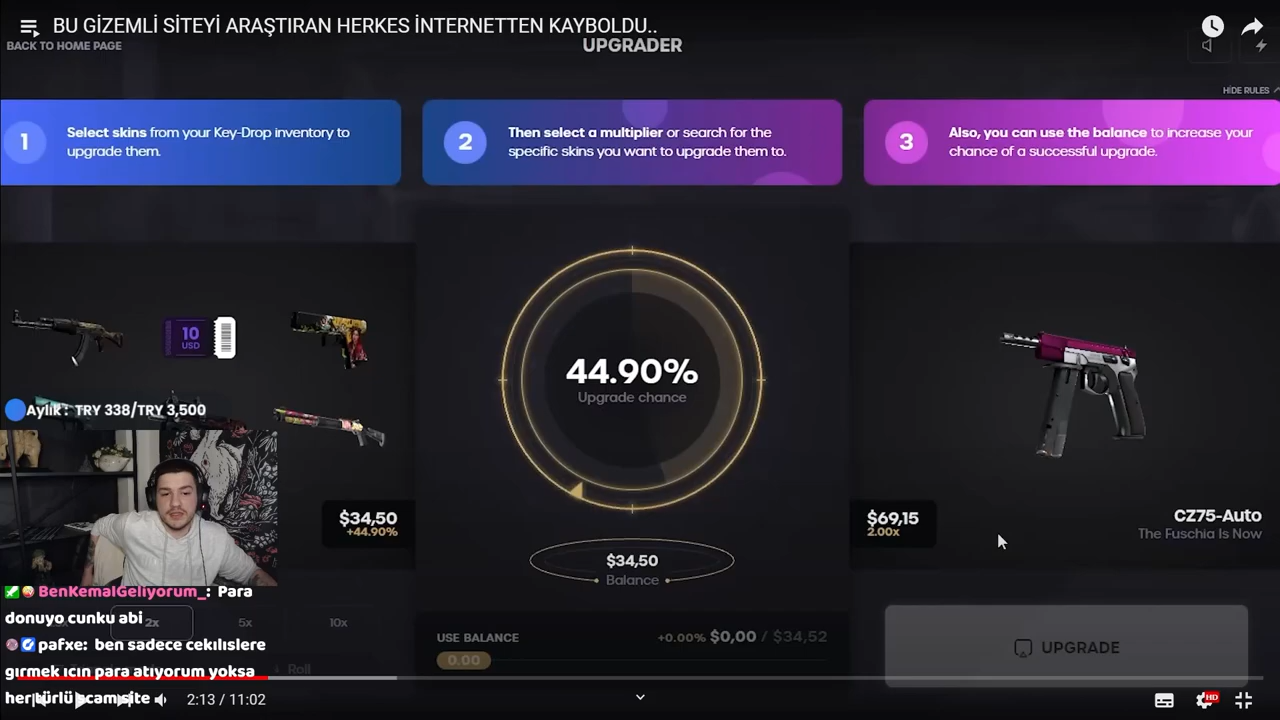 BU GİZEMLİ SİTEYİ ARAŞTIRAN HERKES İNTERNETTEN KAYBOLDU..
BACK TO HOME PAGE
UPGRADER
HIDE RULES
1
Select skins from your Key-Drop inventory to
upgrade them.
2
Then select a multiplier or search for the
specific skins you want to upgrade them to.
3
Also, you can use the balance to increase your
chance of a successful upgrade.
10
USD
44.90%
Upgrade chance
Aylık : TRY 338/TRY 3,500
$34,50
+44.90%
$69,15
2.00x
CZ75-Auto
The Fuschia Is Now
$34,50
Balance
BenKemalGeliyorum_: Para
donuyo cunku abi
2x
5x
10x
pafxe: ben sadece cekılıslere
gırmek ıcın para atıyorum yoksa
Roll
USE BALANCE
+0.00% $0,00 / $34,52
0.00
UPGRADE
2:13 / 11:02
HD